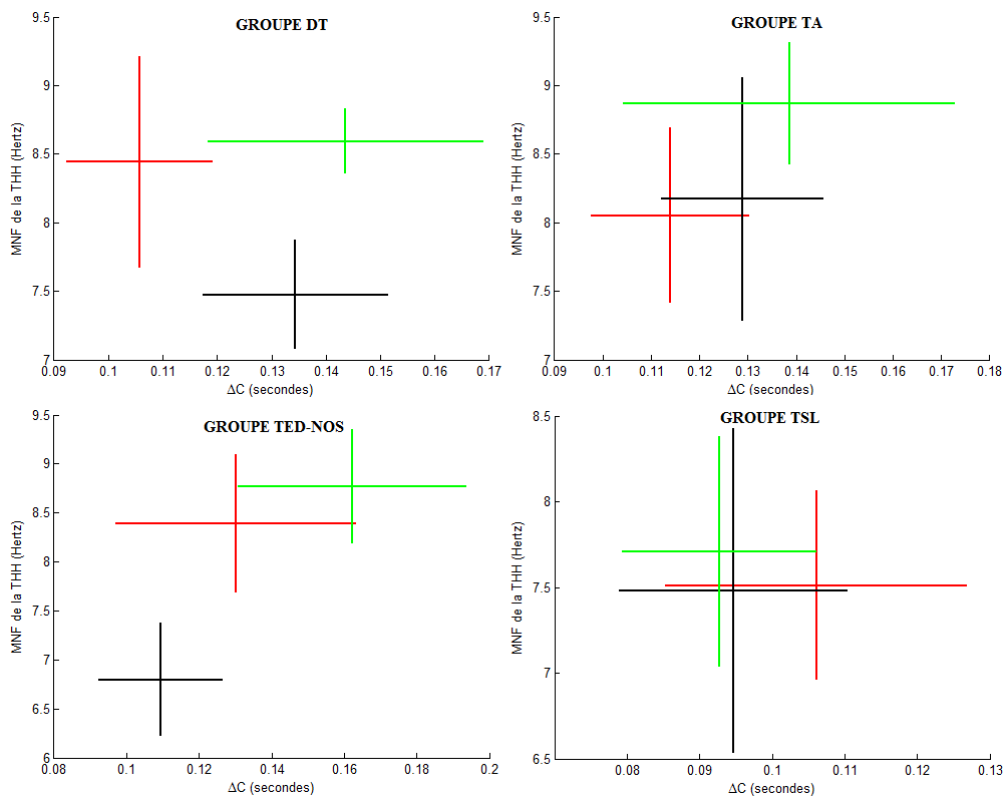 GROUPE DT
MNF de la THH (Hertz)
9.5
9
8.5
8
7.5
7
0.09 0.1 0.11 0.12 0.13 0.14 0.15 0.16 0.17
ΔC (secondes)
GROUPE TA
MNF de la THH (Hertz)
9.5
9
8.5
8
7.5
7
0.09 0.1 0.11 0.12 0.13 0.14 0.15 0.16 0.17 0.18
ΔC (secondes)
GROUPE TED-NOS
MNF de la THH (Hertz)
9.5
9
8.5
8
7.5
7
6.5
6
0.08 0.1 0.12 0.14 0.16 0.18 0.2
ΔC (secondes)
GROUPE TSL
MNF de la THH (Hertz)
8.5
8
7.5
7
6.5
0.08 0.09 0.1 0.11 0.12 0.13
ΔC (secondes)